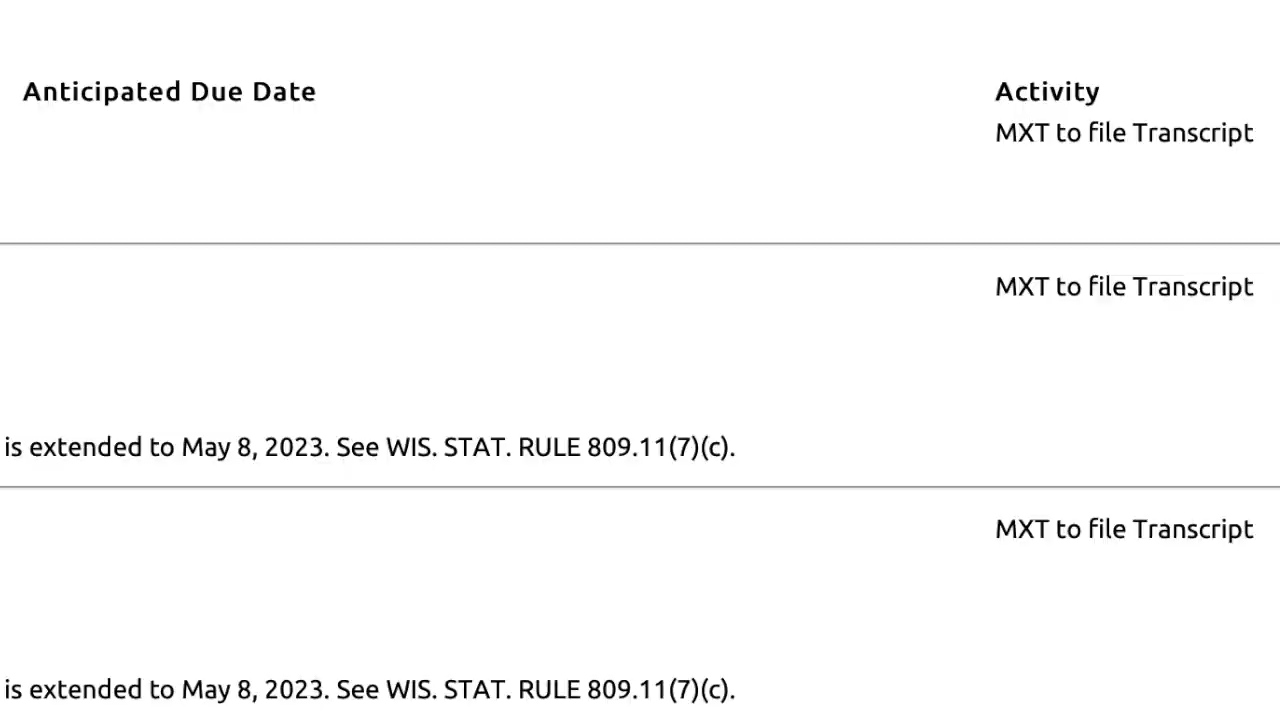 Anticipated Due Date
Activity
MXT to file Transcript
MXT to file Transcript
is extended to May 8, 2023. See WIS. STAT. RULE 809.11(7)(c).
MXT to file Transcript
is extended to May 8, 2023. See WIS. STAT. RULE 809.11(7)(c).